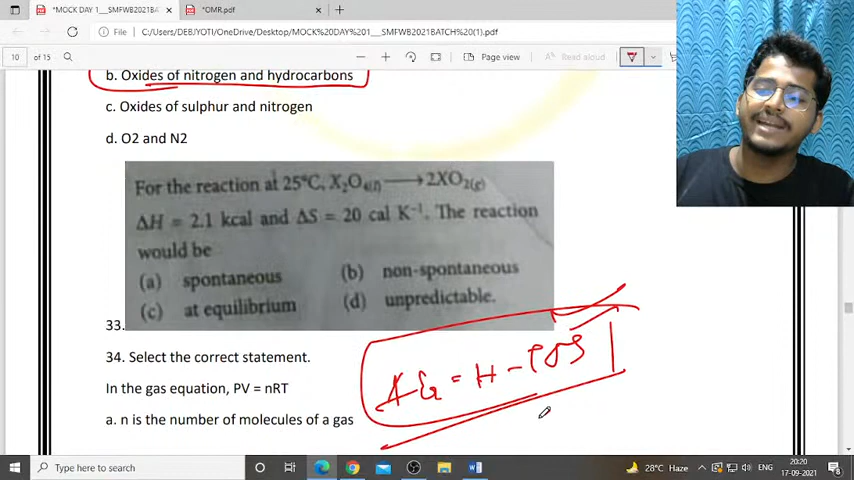 *MOCK DAY 1___SMFWB2021BA
*OMR.pdf
File
C:/Users/DEBJYOTI/OneDrive/Desktop/MOCK%20DAY%201___SMFWB2021BATCH%20(1).pdf
10 of 15
Page view
Read aloud
b. Oxides of nitrogen and hydrocarbons
c. Oxides of sulphur and nitrogen
d. O2 and N2
For the reaction at 25°C, X₂O₄(l) ⟶ 2XO₂(g)
ΔH = 2.1 kcal and ΔS = 20 cal K⁻¹. The reaction
would be
(a) spontaneous (b) non-spontaneous
(c) at equilibrium (d) unpredictable.
33.
ΔG = H -
34. Select the correct statement.
In the gas equation, PV = nRT
a. n is the number of molecules of a gas
Type here to search
28°C Haze
ENG
20:20
17-09-2021